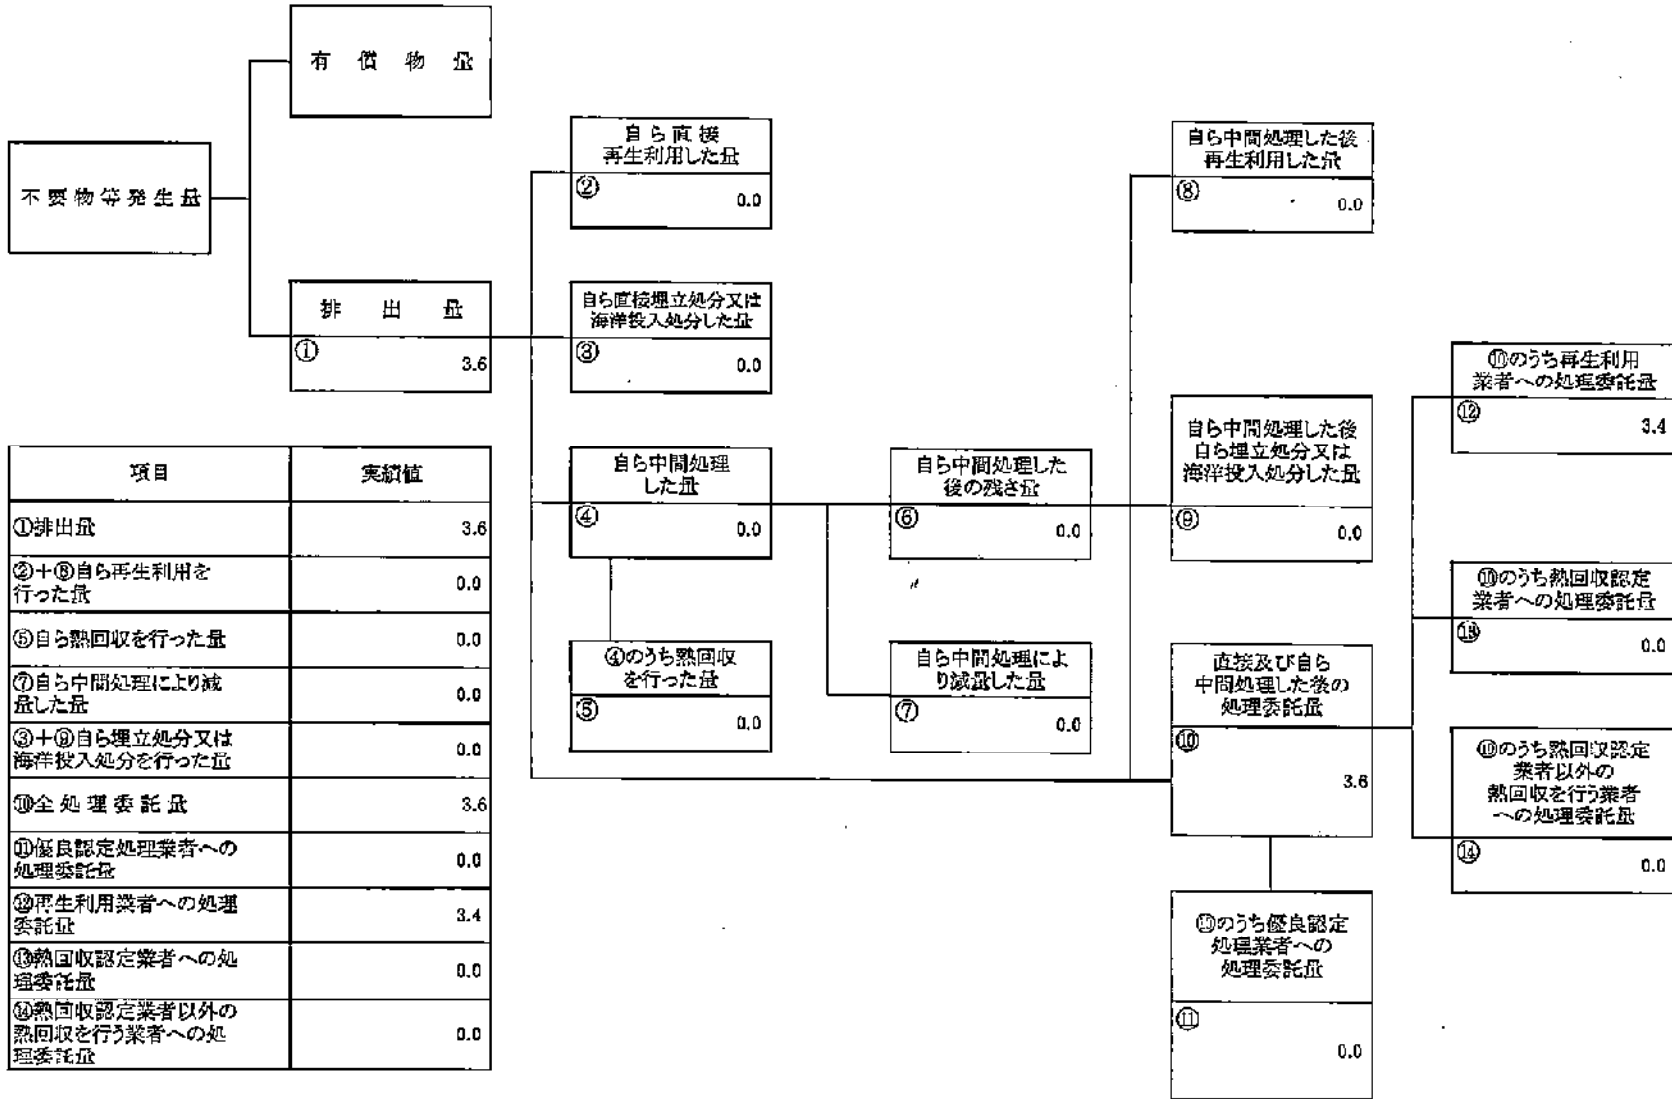 有償物量
不要物等発生量
排出量
①
3.6
自ら直接
再生利用した量
②
0.0
自ら直接埋立処分又は
海洋投入処分した量
③
0.0
自ら中間処理
した量
④
0.0
④のうち熱回収
を行った量
⑤
0.0
自ら中間処理した
後の残さ量
⑥
0.0
自ら中間処理によ
り減量した量
⑦
0.0
自ら中間処理した後
再生利用した量
⑧
0.0
自ら中間処理した後
自ら埋立処分又は
海洋投入処分した量
⑨
0.0
直接及び自ら
中間処理した後の
処理委託量
⑩
3.6
⑩のうち優良認定
処理業者への
処理委託量
⑪
0.0
⑩のうち再生利用
業者への処理委託量
⑫
3.4
⑩のうち熱回収認定
業者への処理委託量
⑬
0.0
⑩のうち熱回収認定
業者以外の
熱回収を行う業者
への処理委託量
⑭
0.0
項目 実績値
①排出量 3.6
②+⑧自ら再生利用を
行った量 0.0
⑤自ら熱回収を行った量 0.0
⑦自ら中間処理により減
量した量 0.0
③+⑨自ら埋立処分又は
海洋投入処分を行った量 0.0
⑩全処理委託量 3.6
⑪優良認定処理業者への
処理委託量 0.0
⑫再生利用業者への処理
委託量 3.4
⑬熱回収認定業者への処
理委託量 0.0
⑭熱回収認定業者以外の
熱回収を行う業者への処
理委託量 0.0